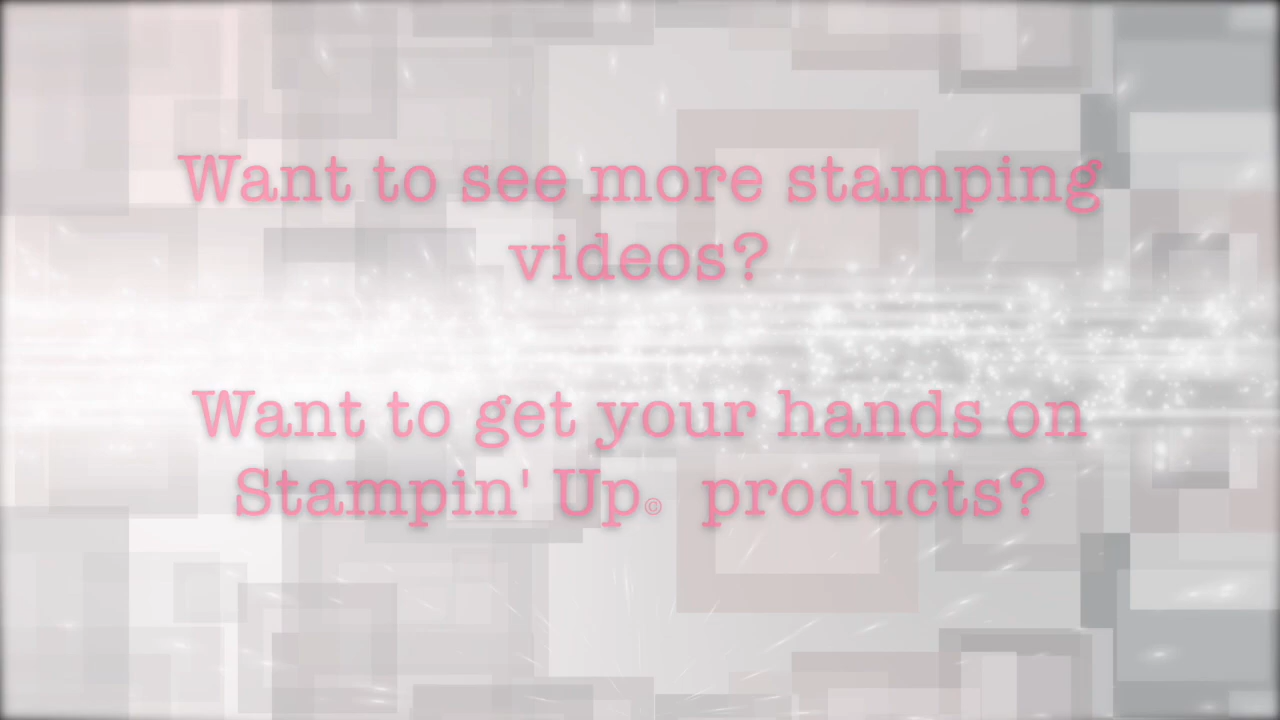 Want to see more stamping
videos?
Want to get your hands on
Stampin' Up© products?